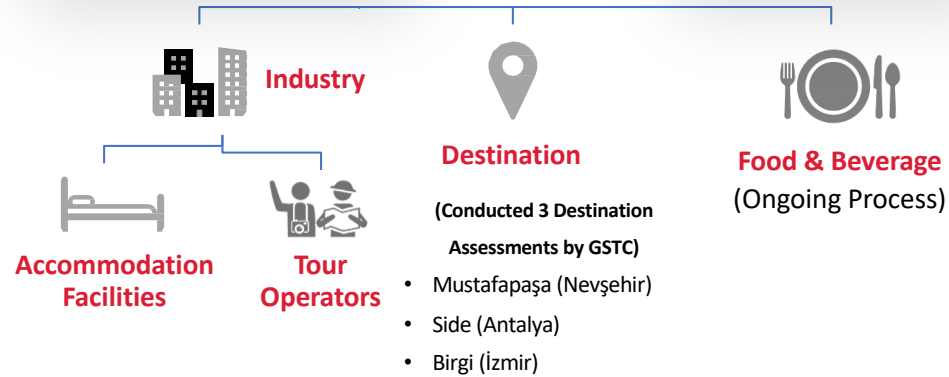 Industry
Accommodation
Facilities
Tour
Operators
Destination
(Conducted 3 Destination
Assessments by GSTC)
• Mustafapaşa (Nevşehir)
• Side (Antalya)
• Birgi (İzmir)
Food & Beverage
(Ongoing Process)